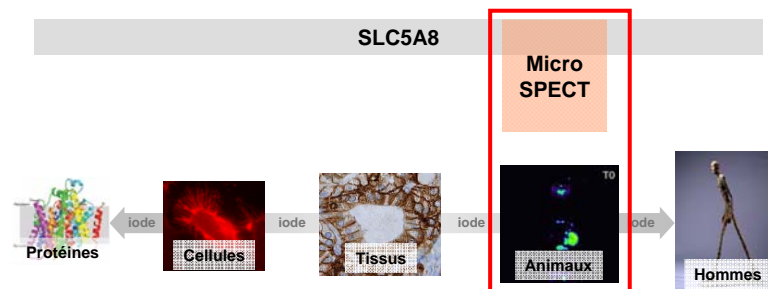 SLC5A8
Micro
SPECT
T0
iode
iode
iode
iode
Protéines
Cellules
Tissus
Animaux
Hommes